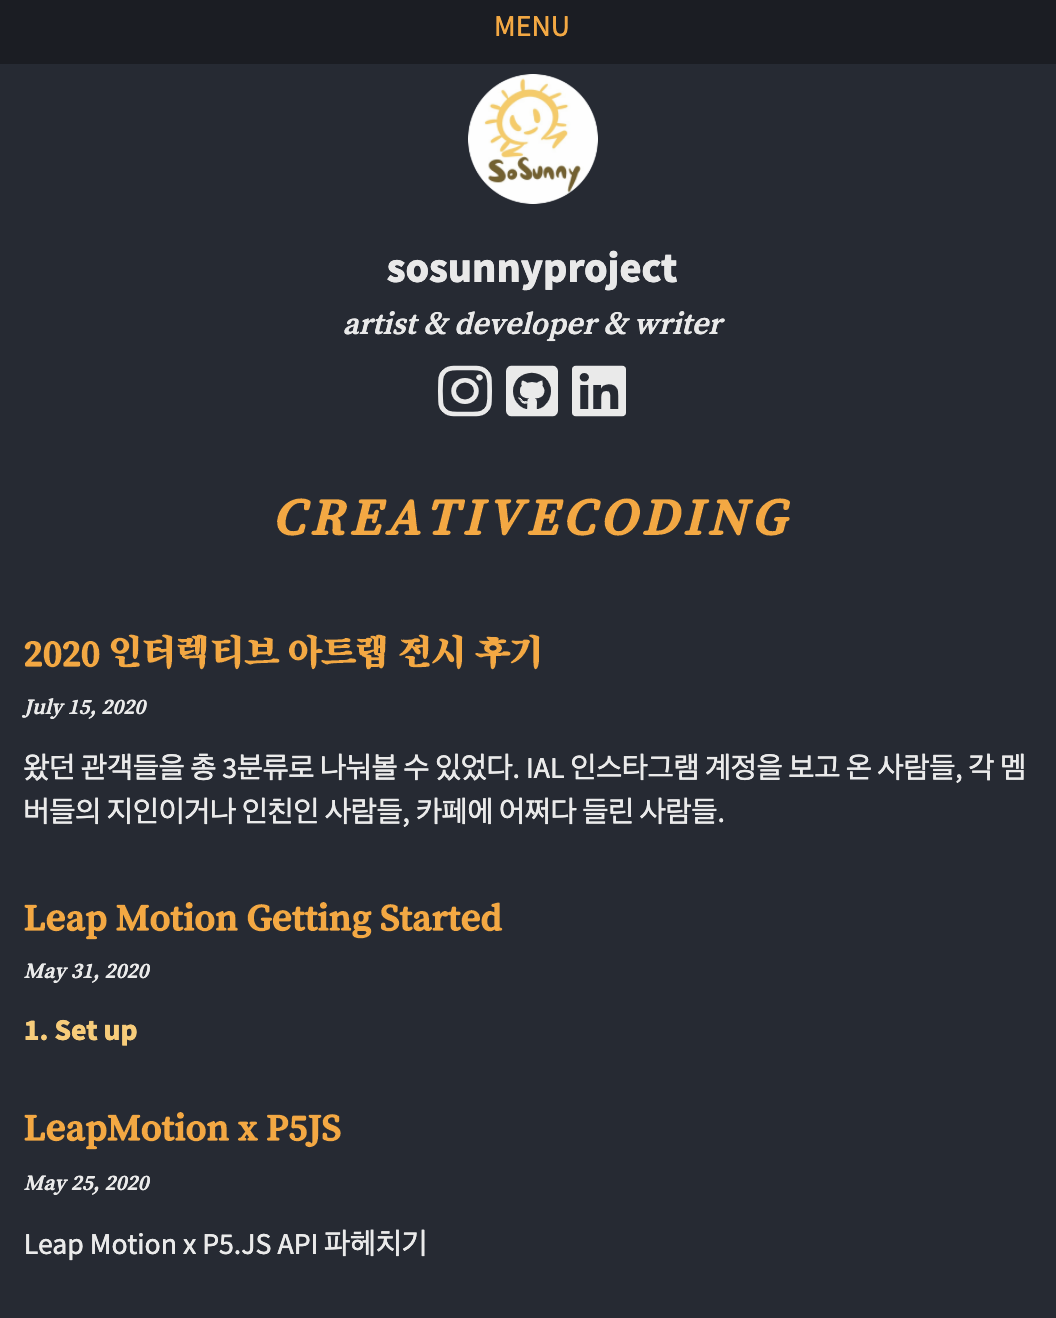 MENU
SoSunny
sosunnyproject
artist & developer & writer
in
CREATIVECODING
2020 인터렉티브 아트랩 전시 후기
July 15, 2020
왔던 관객들을 총 3분류로 나눠볼 수 있었다. IAL 인스타그램 계정을 보고 온 사람들, 각 멤
버들의 지인이거나 인친인 사람들, 카페에 어쩌다 들린 사람들.
Leap Motion Getting Started
May 31, 2020
1. Set up
LeapMotion x P5JS
May 25, 2020
Leap Motion x P5.JS API 파헤치기